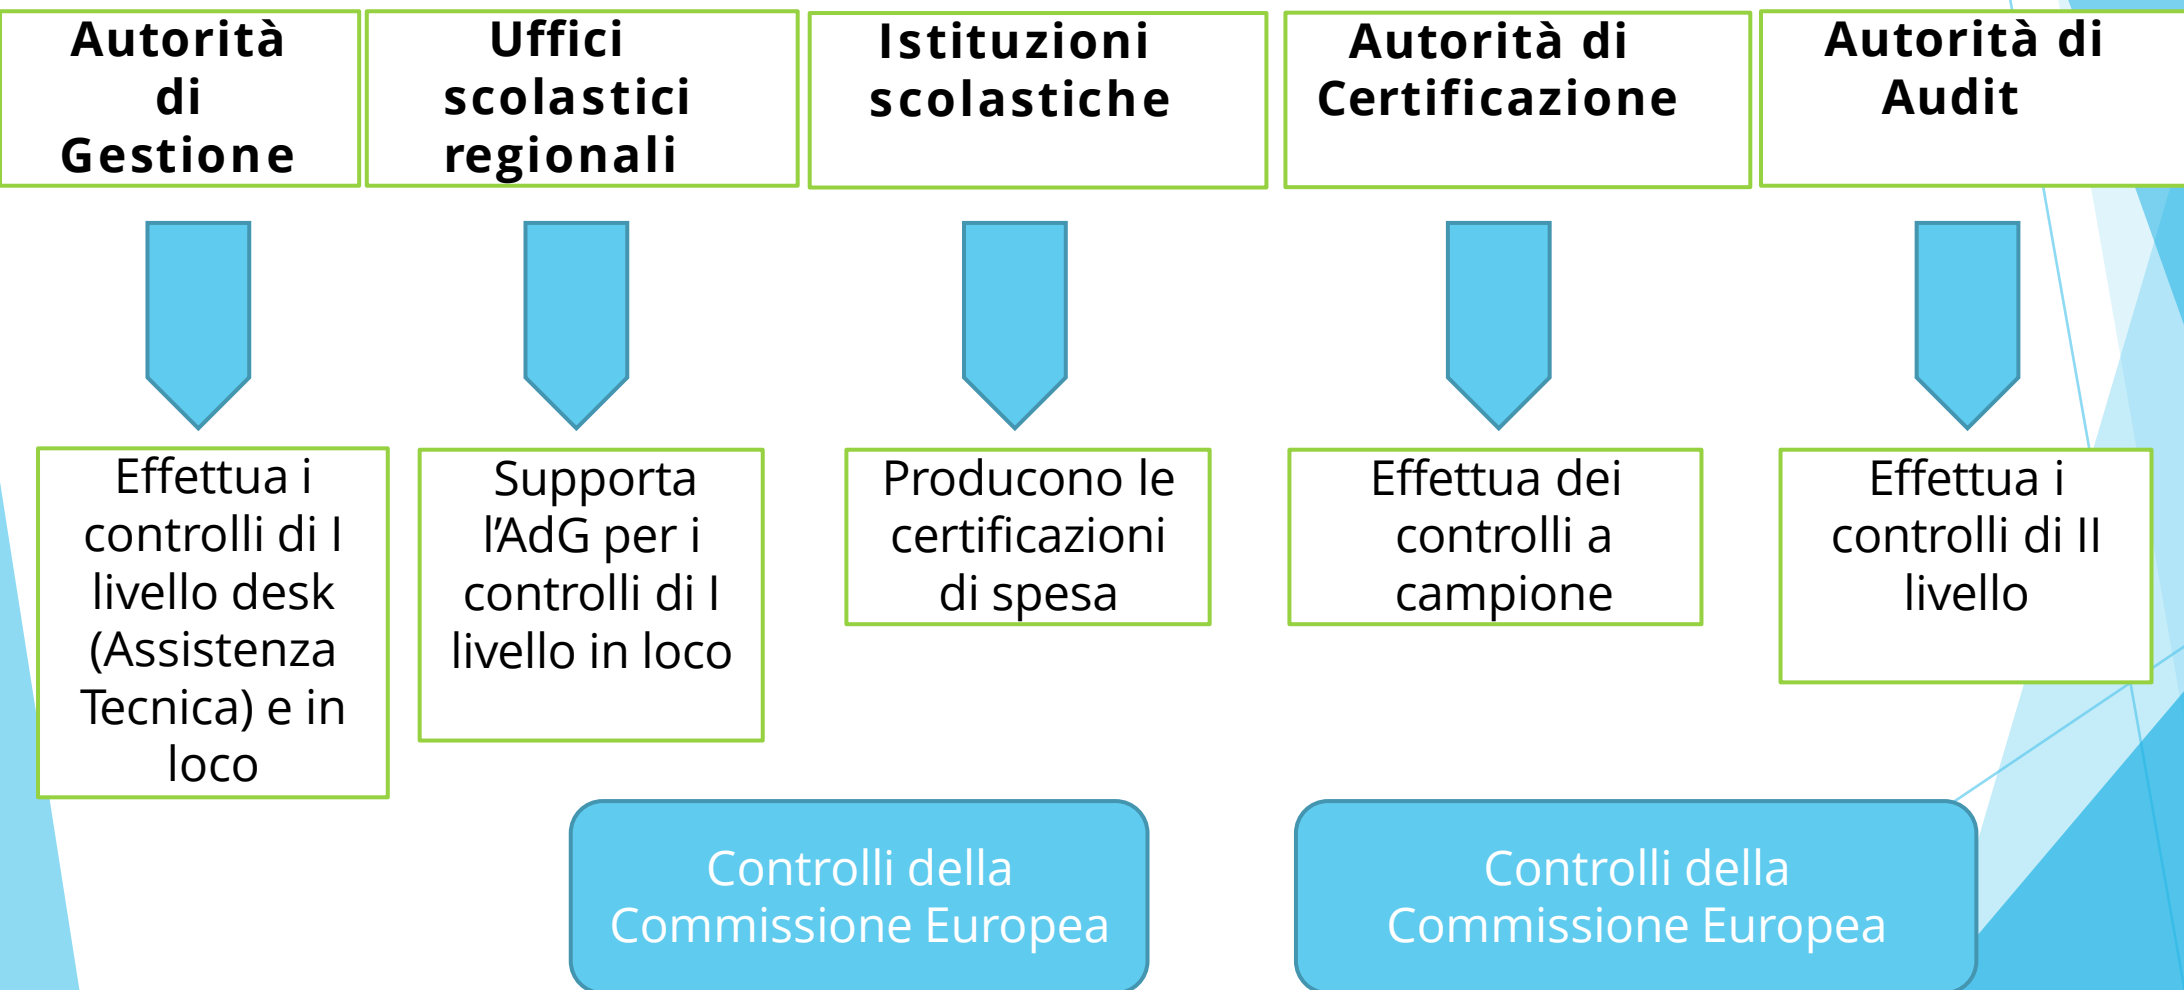 Autorità
di
Gestione
Uffici
scolastici
regionali
Istituzioni
scolastiche
Autorità di
Certificazione
Autorità di
Audit
Effettua i
controlli di I
livello desk
(Assistenza
Tecnica) e in
loco
Supporta
l’AdG per i
controlli di I
livello in loco
Producono le
certificazioni
di spesa
Effettua dei
controlli a
campione
Effettua i
controlli di II
livello
Controlli della
Commissione Europea
Controlli della
Commissione Europea